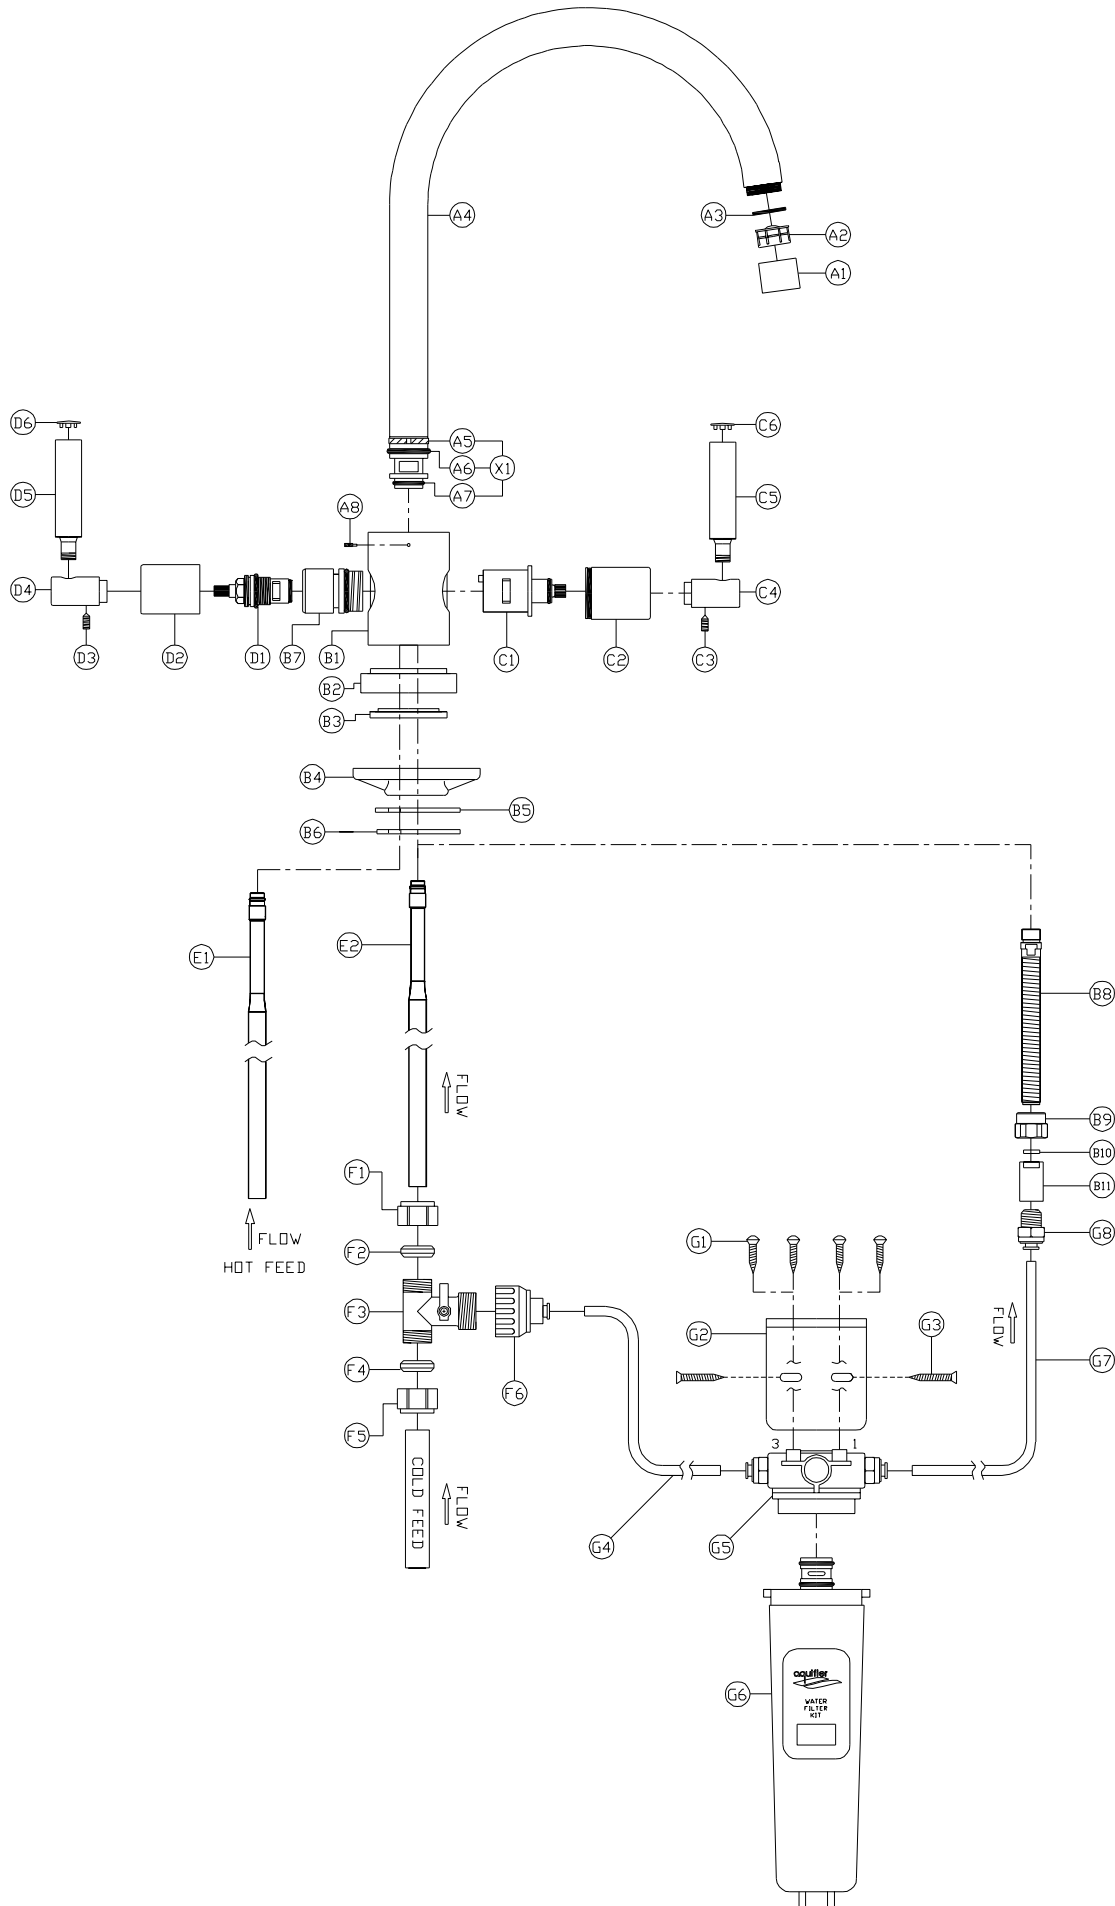 A4
A3
A2
A1
D6
C6
A5
A6
X1
D5
A7
C5
A8
D4
C4
D3
D2
D1
B7
B1
C1
C2
C3
B2
B3
B4
B5
B6
E1
E2
B8
FLOW
B9
B10
F1
B11
FLOW
HOT FEED
F2
G1
G8
F3
G2
G3
FLOW
F4
F6
G7
F5
3
1
COLD FEED
FLOW
G4
G5
G6
aquifier
WATER
FILTER
KIT